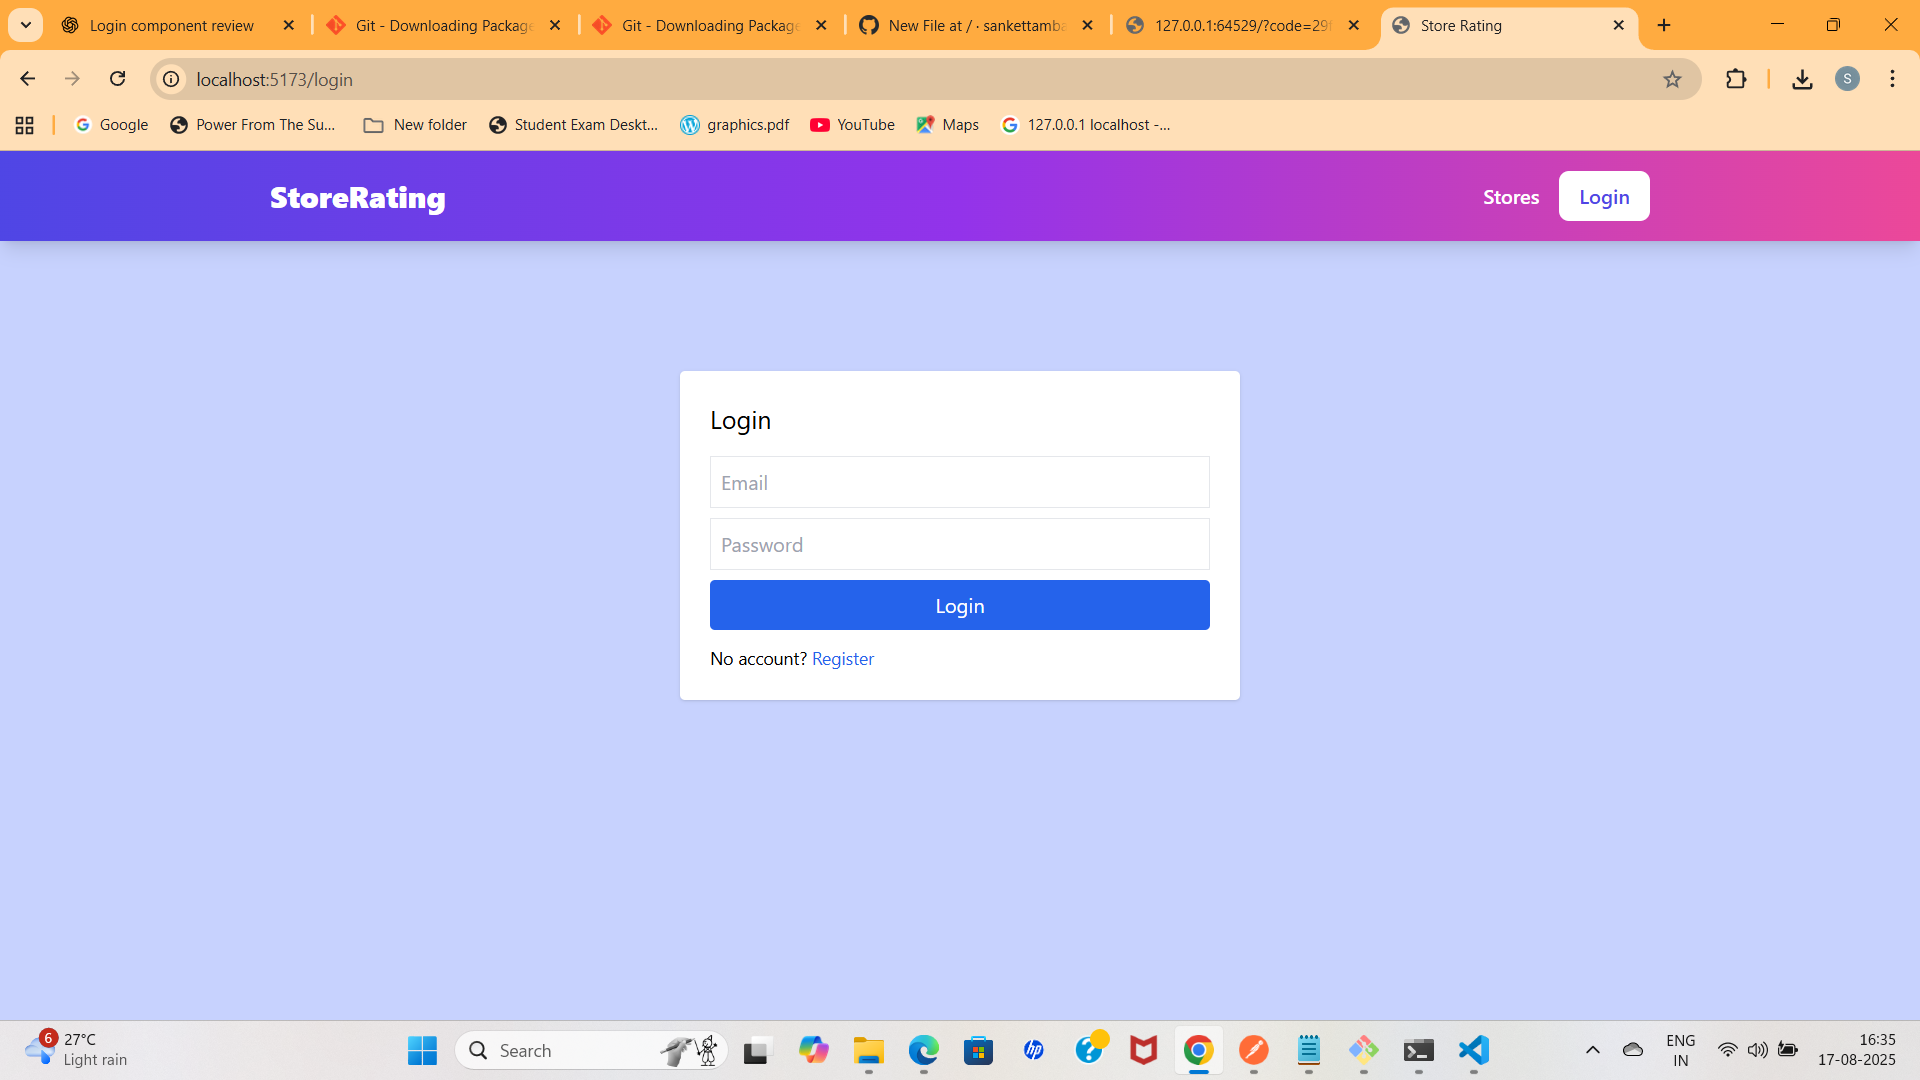 Login component review
Git - Downloading Package
Git - Downloading Package
New File at / · sankettamba
127.0.0.1:64529/?code=29f
Store Rating
localhost:5173/login
S
Google
Power From The Su...
New folder
Student Exam Deskt...
graphics.pdf
YouTube
Maps
127.0.0.1 localhost -...
StoreRating
Stores
Login
Login
Email
Password
Login
No account? Register
6
27°C
Light rain
Search
hp
ENG
IN
16:35
17-08-2025